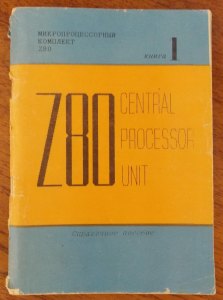 МИКРОПРОЦЕССОРНЫЙ
КОМПЛЕКТ
Z80
книга 1
Z80 CENTRAL
PROCESSOR
UNIT
Справочное пособие